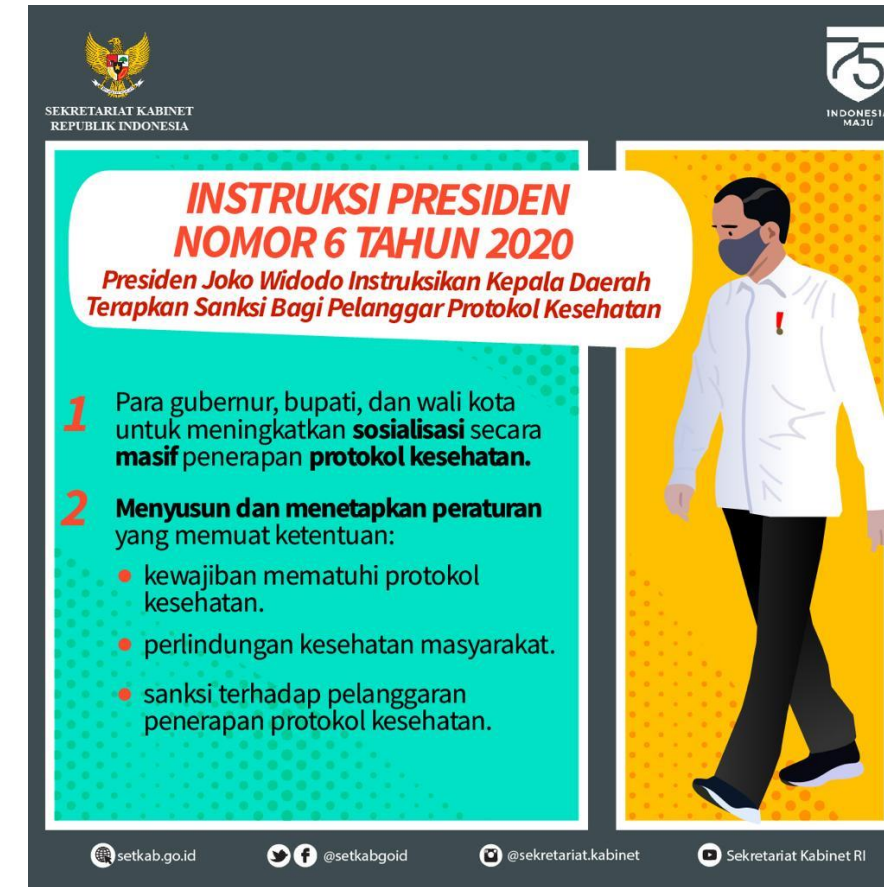 SEKRETARIAT KABINET
REPUBLIK INDONESIA
75
INDONESIA
MAJU
INSTRUKSI PRESIDEN
NOMOR 6 TAHUN 2020
Presiden Joko Widodo Instruksikan Kepala Daerah
Terapkan Sanksi Bagi Pelanggar Protokol Kesehatan
1 Para gubernur, bupati, dan wali kota
untuk meningkatkan sosialisasi secara
masif penerapan protokol kesehatan.
2 Menyusun dan menetapkan peraturan
yang memuat ketentuan:
• kewajiban mematuhi protokol
kesehatan.
• perlindungan kesehatan masyarakat.
• sanksi terhadap pelanggaran
penerapan protokol kesehatan.
setkab.go.id
@setkabgoid
@sekretariat.kabinet
Sekretariat Kabinet RI